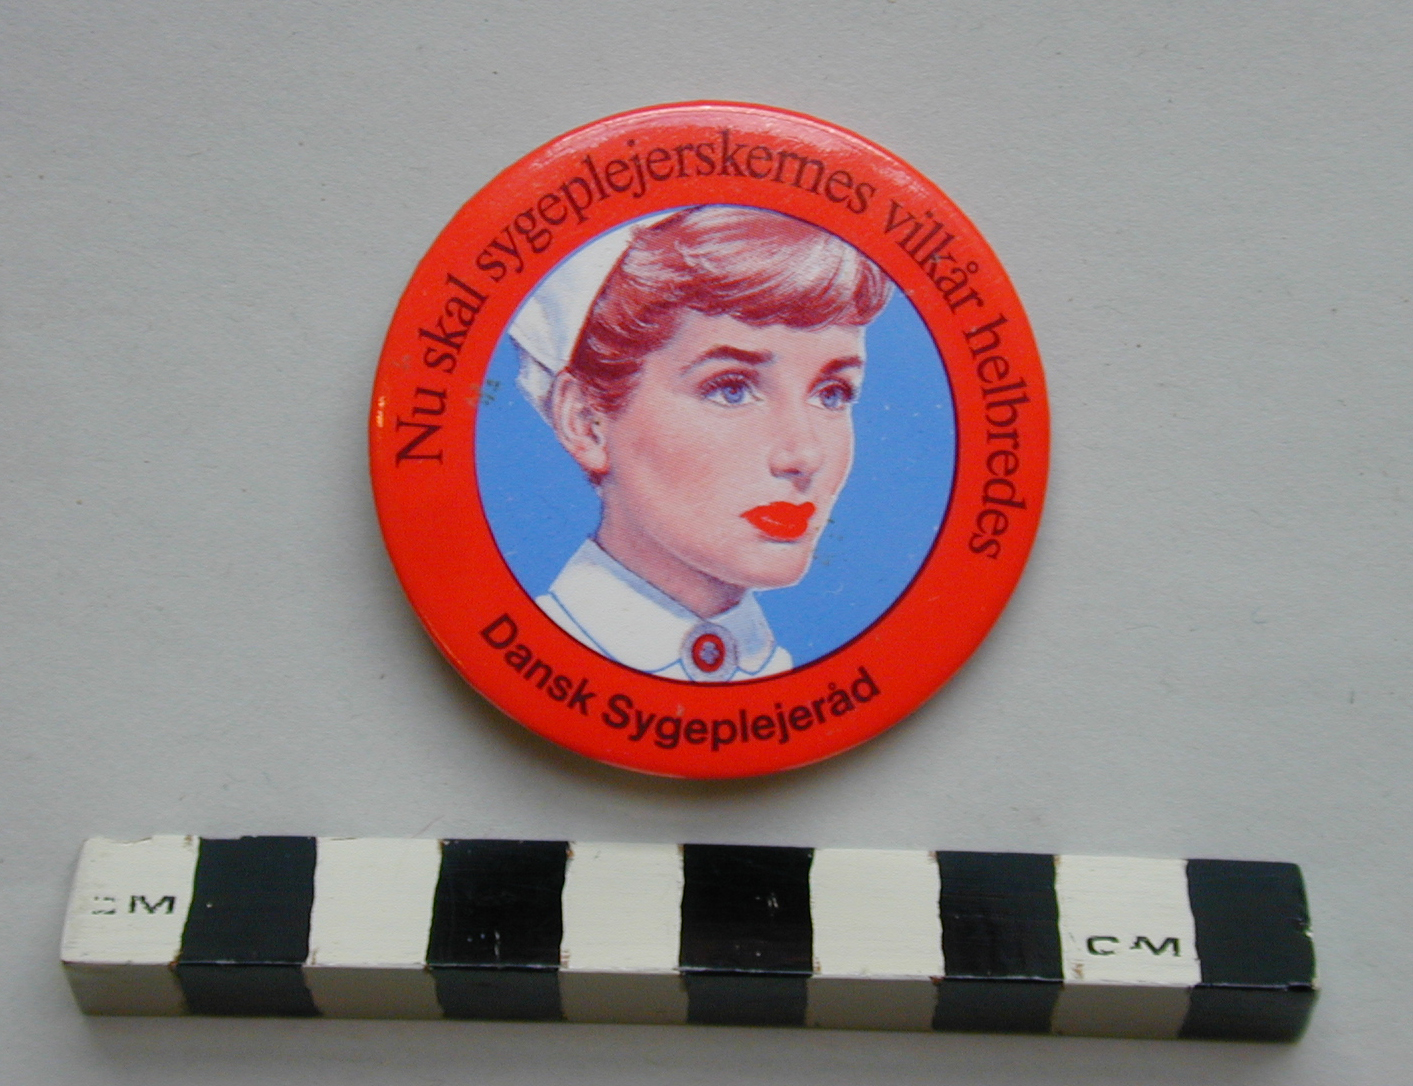 Nu skal sygeplejerskernes vilkår helbredes
Dansk Sygeplejeråd
CM
CM